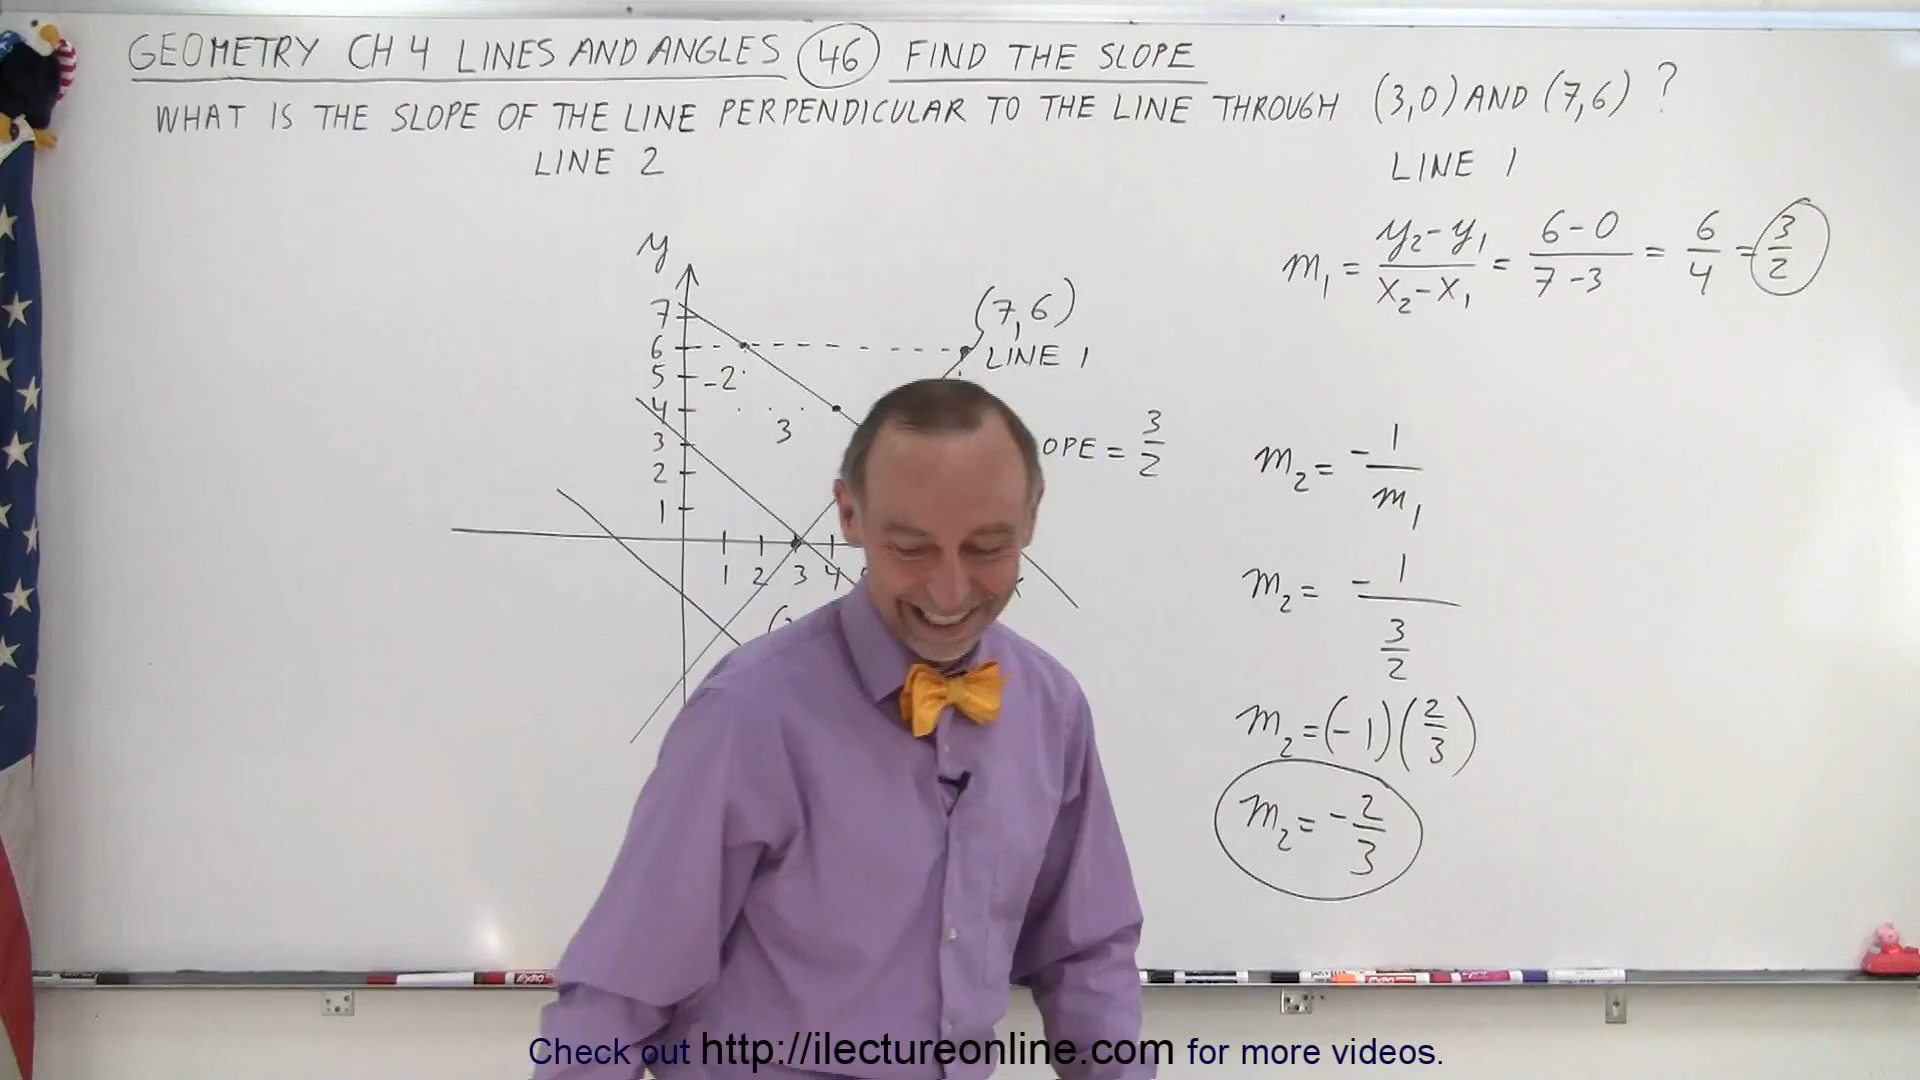 GEOMETRY CH 4 LINES AND ANGLES 46 FIND THE SLOPE
WHAT IS THE SLOPE OF THE LINE PERPENDICULAR TO THE LINE THROUGH (3,0) AND (7,6) ?
LINE 2
LINE 1
m₁ = y₂-y₁/x₂-x₁ = 6-0/7-3 = 6/4 = 3/2
y
(7,6)
7
6
LINE 1
5
-2
4
3
3
OPE = 3/2
2
1
1 2 3 4
m₂ = -1/m₁
m₂ = -1/(3/2)
m₂ = (-1)(2/3)
m₂ = -2/3
EXPO
Check out http://ilectureonline.com for more videos.